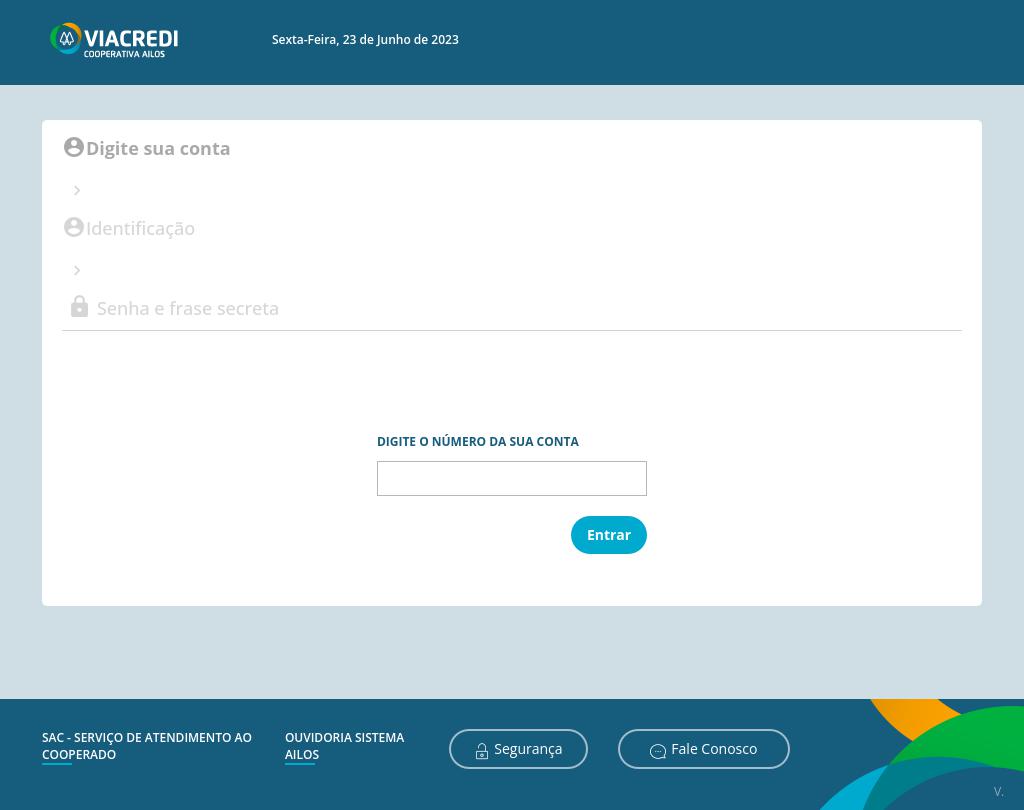 VIACREDI
COOPERATIVA AILOS
Sexta-Feira, 23 de Junho de 2023
Digite sua conta
Identificação
Senha e frase secreta
DIGITE O NÚMERO DA SUA CONTA
Entrar
SAC - SERVIÇO DE ATENDIMENTO AO
COOPERADO
OUVIDORIA SISTEMA
AILOS
Segurança
Fale Conosco
V.